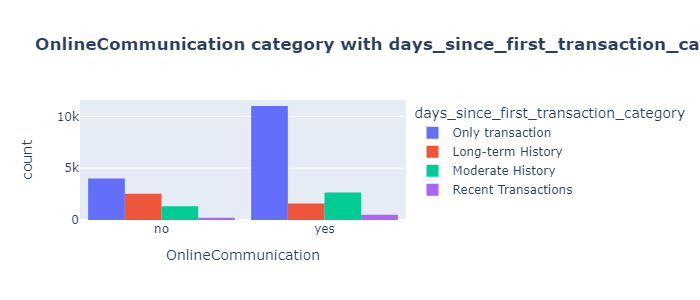 OnlineCommunication category with days_since_first_transaction_ca
days_since_first_transaction_category
Only transaction
Long-term History
Moderate History
Recent Transactions
count
10k
5k
0
no
yes
OnlineCommunication